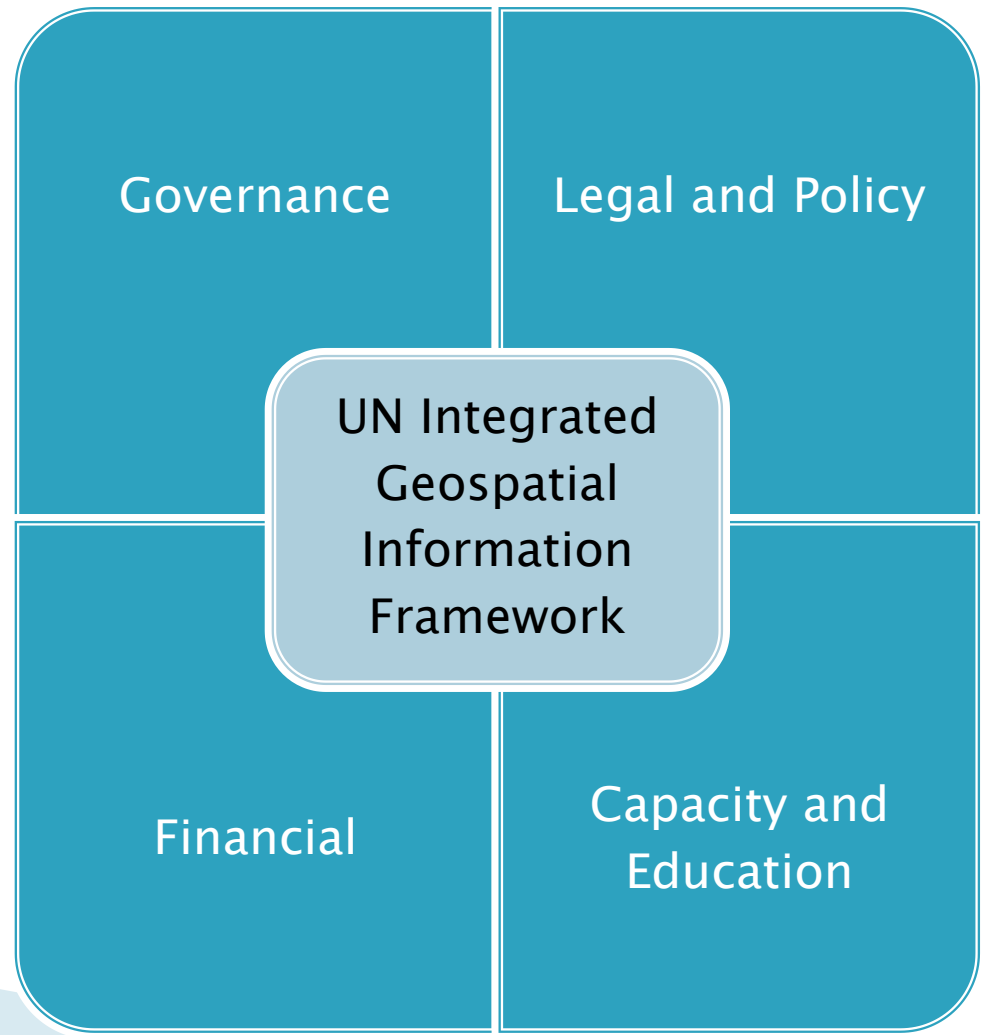 Governance
Legal and Policy
UN Integrated
Geospatial
Information
Framework
Financial
Capacity and
Education